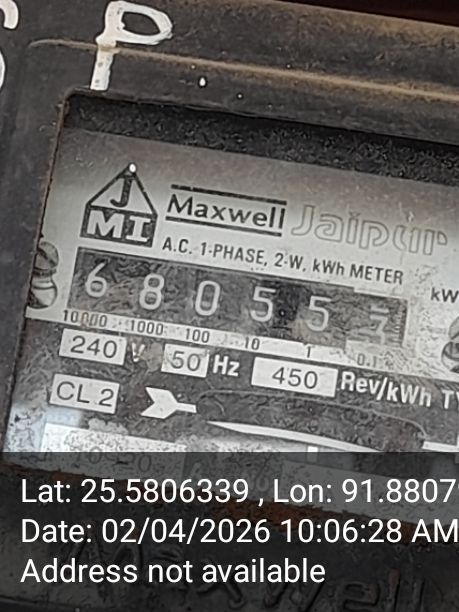 P
JMI
Maxwell Jaipur
A.C. 1-PHASE, 2-W, kWh METER
kW
6 8 0 5 5
10000 1000 100 10 1 0.1
240 V 50 Hz 450 Rev/kWh
CL 2
Lat: 25.5806339 , Lon: 91.8807
Date: 02/04/2026 10:06:28 AM
Address not available